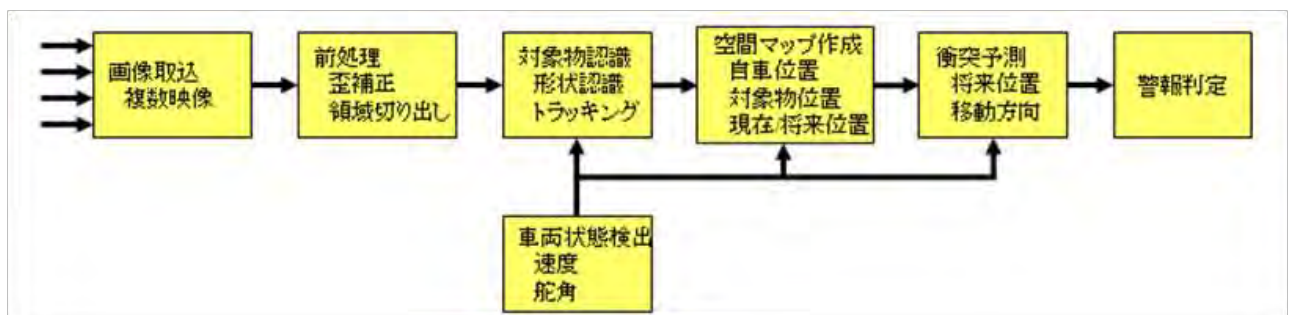 画像取込
複数映像
前処理
歪補正
領域切り出し
対象物認識
形状認識
トラッキング
空間マップ作成
自車位置
対象物位置
現在/将来位置
衝突予測
将来位置
移動方向
警報判定
車両状態検出
速度
舵角